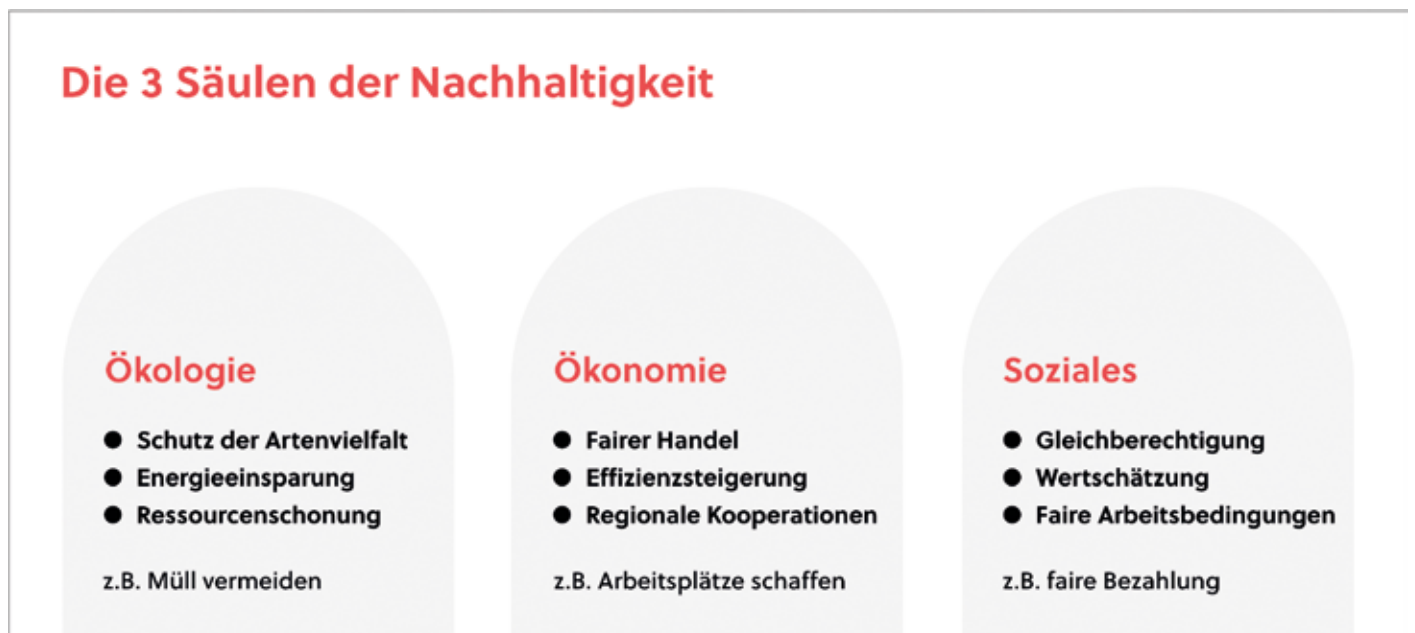 Die 3 Säulen der Nachhaltigkeit
Ökologie
● Schutz der Artenvielfalt
● Energieeinsparung
● Ressourcenschonung
z.B. Müll vermeiden
Ökonomie
● Fairer Handel
● Effizienzsteigerung
● Regionale Kooperationen
z.B. Arbeitsplätze schaffen
Soziales
● Gleichberechtigung
● Wertschätzung
● Faire Arbeitsbedingungen
z.B. faire Bezahlung